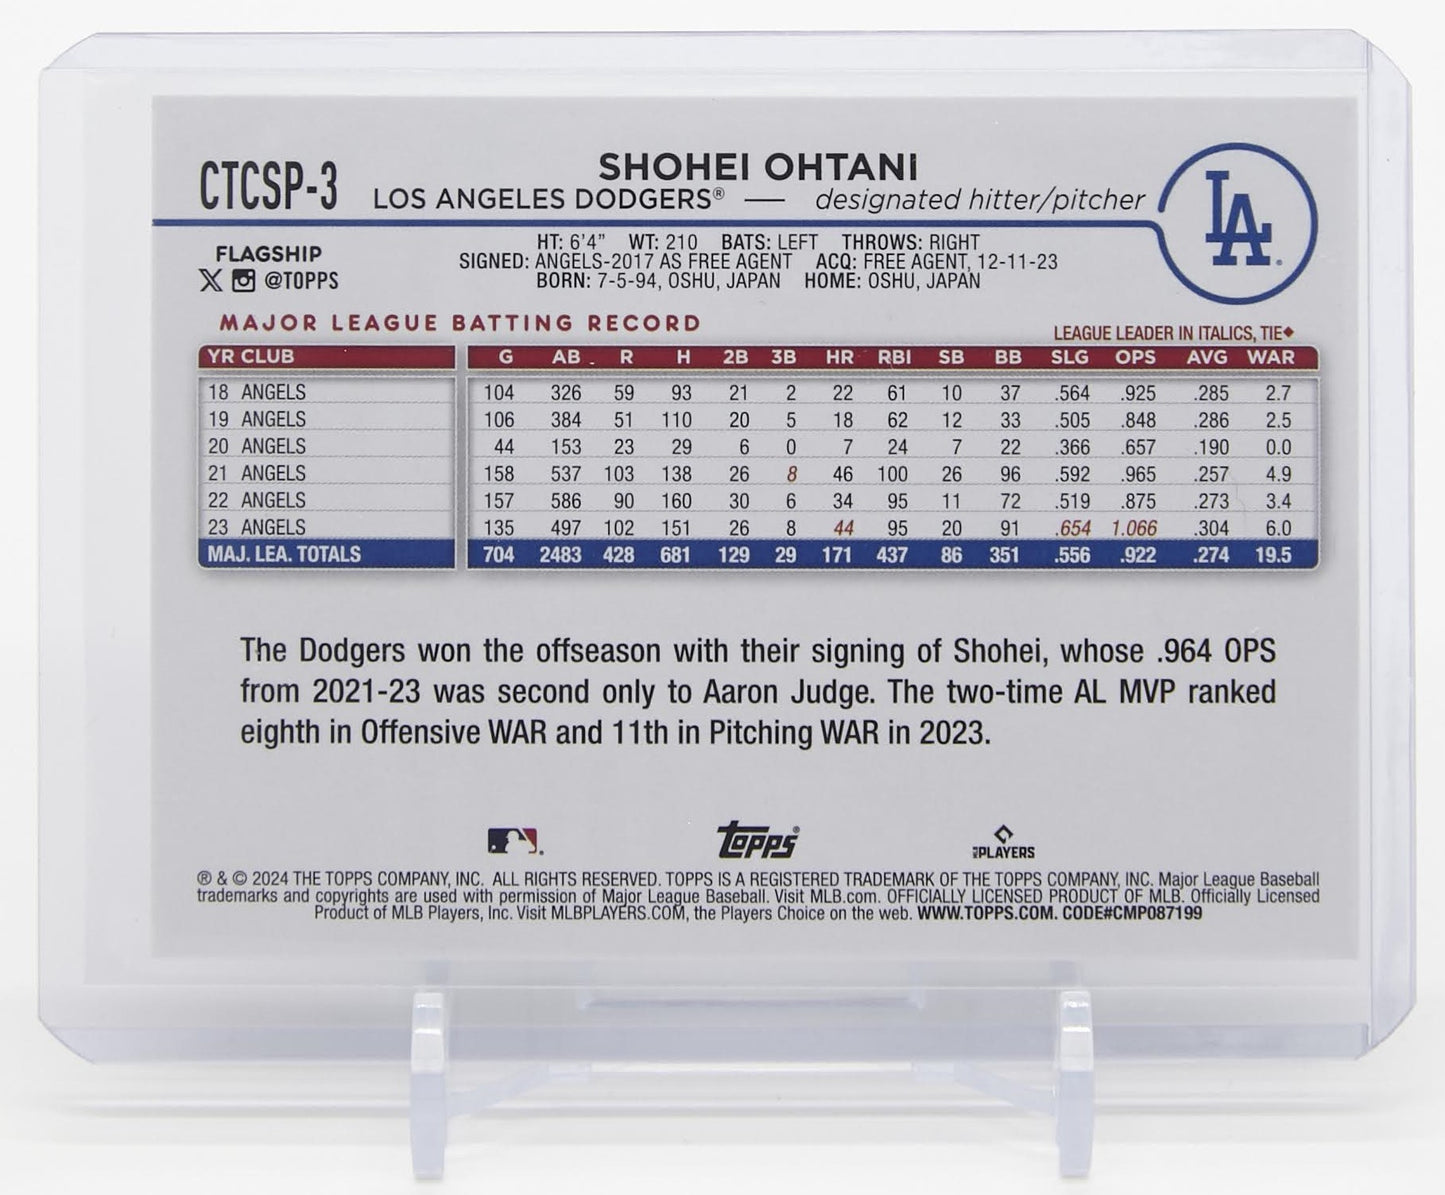 CTCSP-3
SHOHEI OHTANI
LOS ANGELES DODGERS® — designated hitter/pitcher
LA
FLAGSHIP
X @TOPPS
HT: 6'4" WT: 210 BATS: LEFT THROWS: RIGHT
SIGNED: ANGELS-2017 AS FREE AGENT ACQ: FREE AGENT, 12-11-23
BORN: 7-5-94, OSHU, JAPAN HOME: OSHU, JAPAN
MAJOR LEAGUE BATTING RECORD
LEAGUE LEADER IN ITALICS, TIE◆
YR CLUB G AB R H 2B 3B HR RBI SB BB SLG OPS AVG WAR
18 ANGELS 104 326 59 93 21 2 22 61 10 37 .564 .925 .285 2.7
19 ANGELS 106 384 51 110 20 5 18 62 12 33 .505 .848 .286 2.5
20 ANGELS 44 153 23 29 6 0 7 24 7 22 .366 .657 .190 0.0
21 ANGELS 158 537 103 138 26 8 46 100 26 96 .592 .965 .257 4.9
22 ANGELS 157 586 90 160 30 6 34 95 11 72 .519 .875 .273 3.4
23 ANGELS 135 497 102 151 26 8 44 95 20 91 .654 1.066 .304 6.0
MAJ. LEA. TOTALS 704 2483 428 681 129 29 171 437 86 351 .556 .922 .274 19.5
The Dodgers won the offseason with their signing of Shohei, whose .964 OPS
from 2021-23 was second only to Aaron Judge. The two-time AL MVP ranked
eighth in Offensive WAR and 11th in Pitching WAR in 2023.
Topps® PLAYERS
® & © 2024 THE TOPPS COMPANY, INC. ALL RIGHTS RESERVED. TOPPS IS A REGISTERED TRADEMARK OF THE TOPPS COMPANY, INC. Major League Baseball
trademarks and copyrights are used with permission of Major League Baseball. Visit MLB.com. OFFICIALLY LICENSED PRODUCT OF MLB. Officially Licensed
Product of MLB Players, Inc. Visit MLBPLAYERS.COM, the Players Choice on the web. WWW.TOPPS.COM. CODE#CMP087199